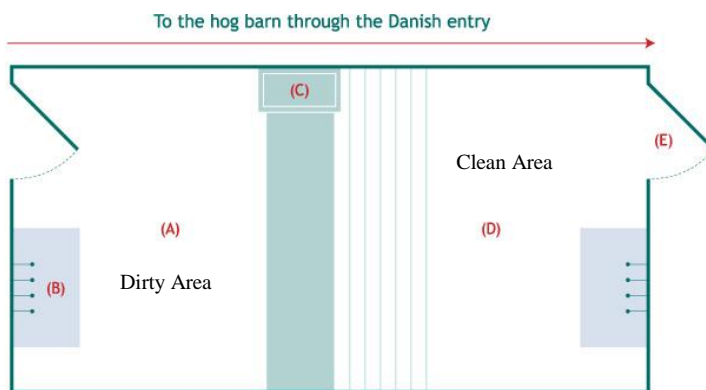 To the hog barn through the Danish entry
(C)
(E)
Clean Area
(A)
(D)
Dirty Area
(B)